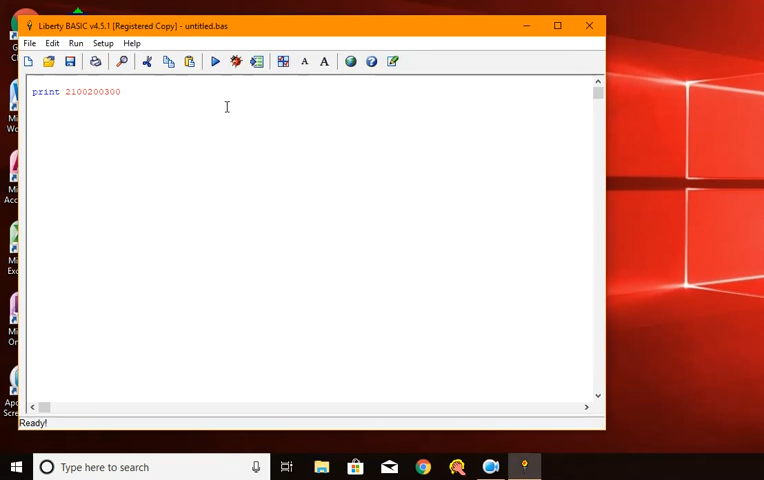 Liberty BASIC v4.5.1 [Registered Copy] - untitled.bas
File Edit Run Setup Help
A A
print 2100200300
Ready!
Type here to search